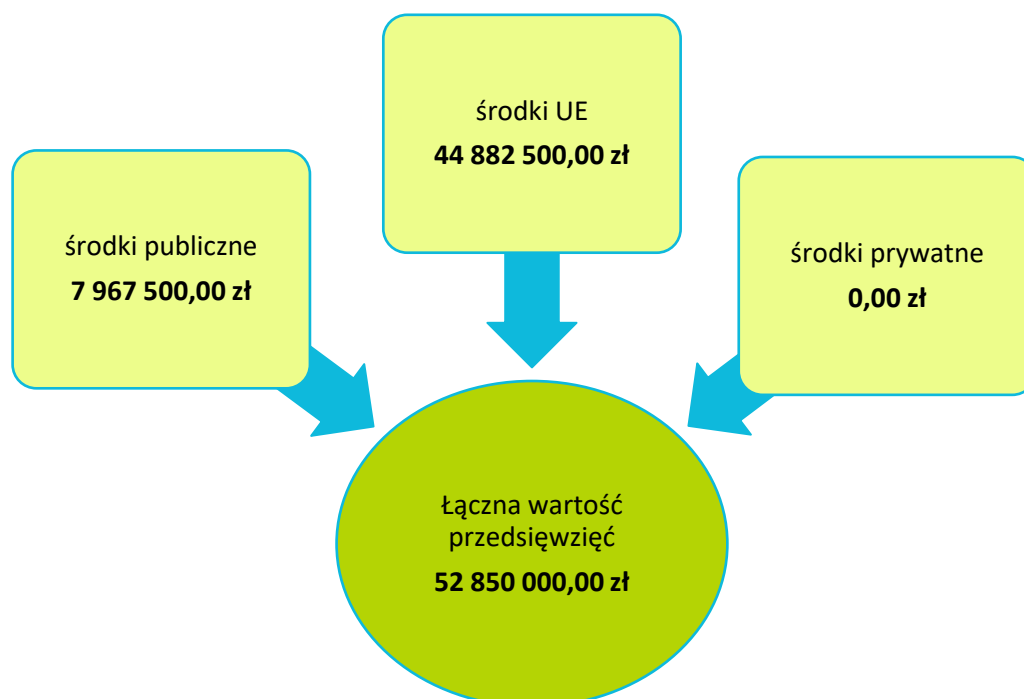 środki UE
44 882 500,00 zł
środki publiczne
7 967 500,00 zł
środki prywatne
0,00 zł
Łączna wartość
przedsięwzięć
52 850 000,00 zł